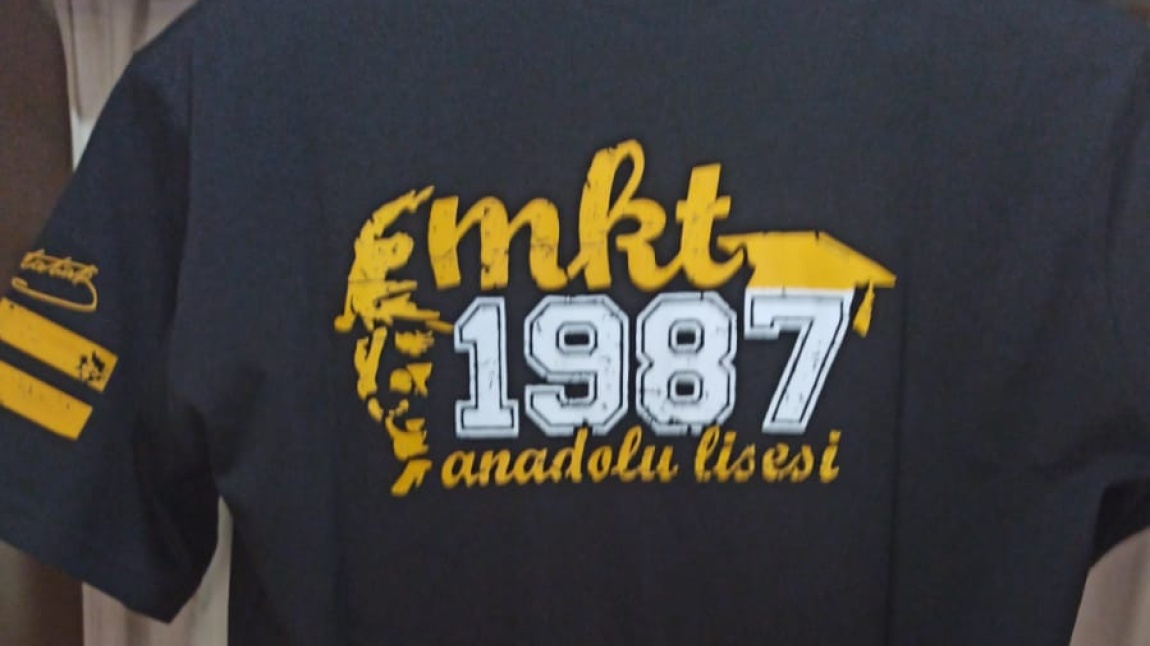 mkt
1987
anadolu lisesi